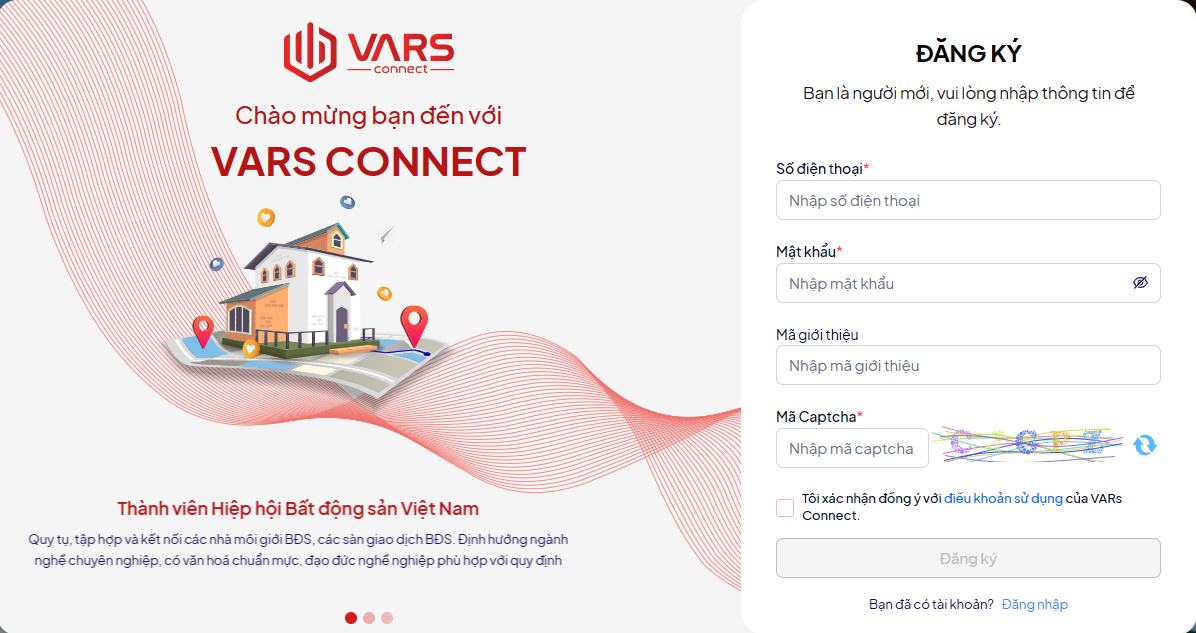 VARS
connect
Chào mừng bạn đến với
VARS CONNECT
Thành viên Hiệp hội Bất động sản Việt Nam
Quy tụ, tập hợp và kết nối các nhà môi giới BĐS, các sàn giao dịch BĐS. Định hướng ngành
nghề chuyên nghiệp, có văn hoá chuẩn mực, đạo đức nghề nghiệp phù hợp với quy định
ĐĂNG KÝ
Bạn là người mới, vui lòng nhập thông tin để
đăng ký.
Số điện thoại*
Nhập số điện thoại
Mật khẩu*
Nhập mật khẩu
Mã giới thiệu
Nhập mã giới thiệu
Mã Captcha*
Nhập mã captcha
Tôi xác nhận đồng ý với điều khoản sử dụng của VARs
Connect.
Đăng ký
Bạn đã có tài khoản? Đăng nhập